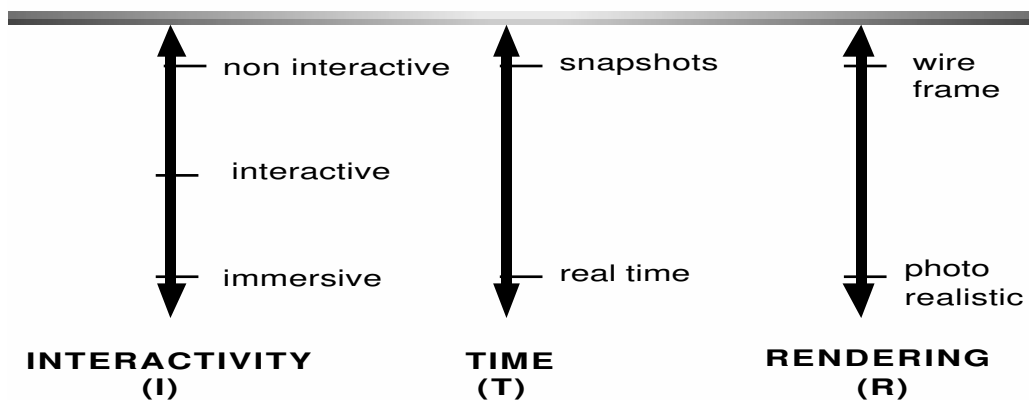 non interactive
interactive
immersive
INTERACTIVITY
(I)
snapshots
real time
TIME
(T)
wire
frame
photo
realistic
RENDERING
(R)